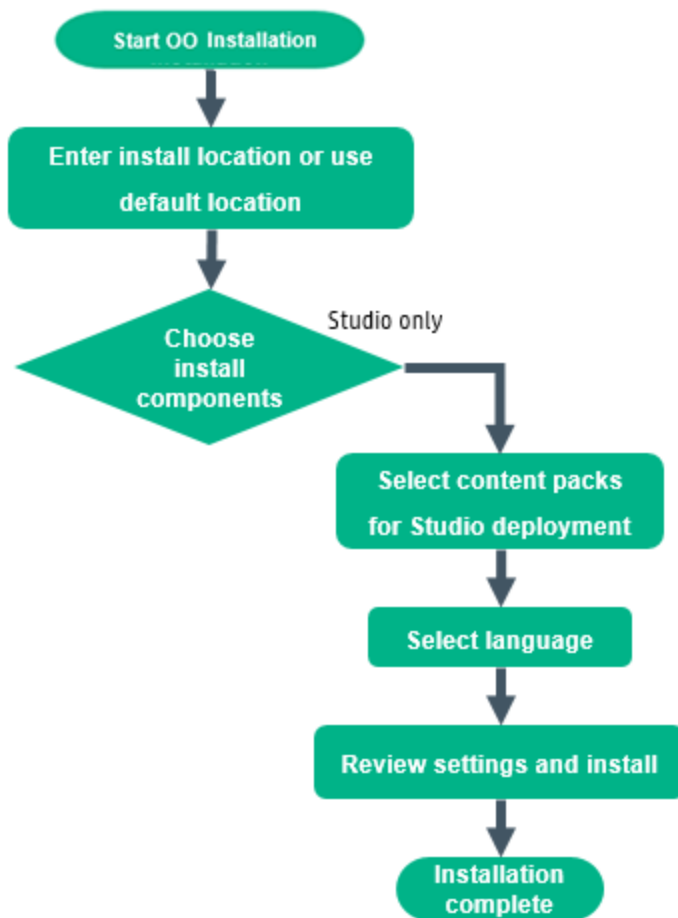 Start OO Installation
Enter install location or use
default location
Choose
install
components
Studio only
Select content packs
for Studio deployment
Select language
Review settings and install
Installation
complete